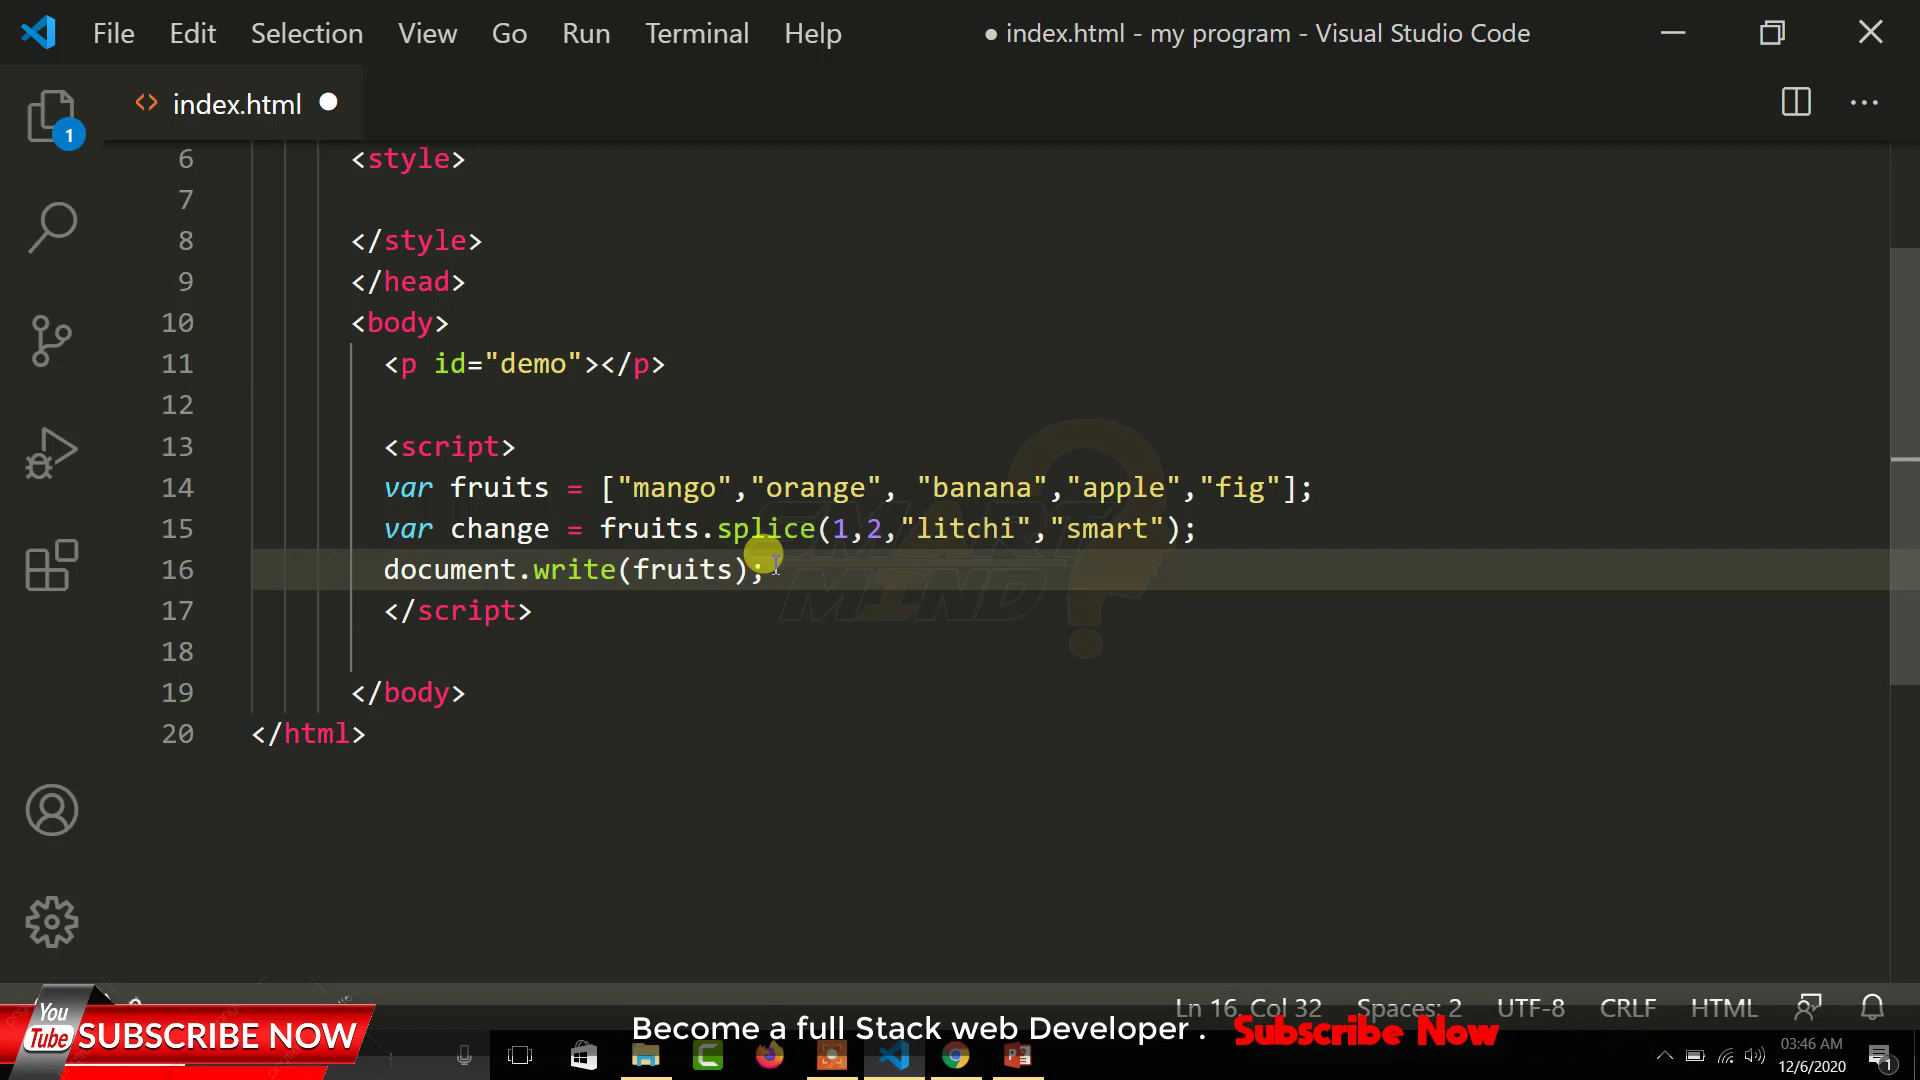 File Edit Selection View Go Run Terminal Help ● index.html - my program - Visual Studio Code
index.html
1
6 <style>
7
8 </style>
9 </head>
10 <body>
11 <p id="demo"></p>
12
13 <script>
14 var fruits = ["mango","orange", "banana","apple","fig"];
15 var change = fruits.splice(1,2,"litchi","smart");
16 document.write(fruits);
17 </script>
18
19 </body>
20 </html>
SMART
MIND
Ln 16, Col 32 Spaces: 2 UTF-8 CRLF HTML
You
Tube
SUBSCRIBE NOW
Become a full Stack web Developer .
Subscribe Now
03:46 AM
12/6/2020
1